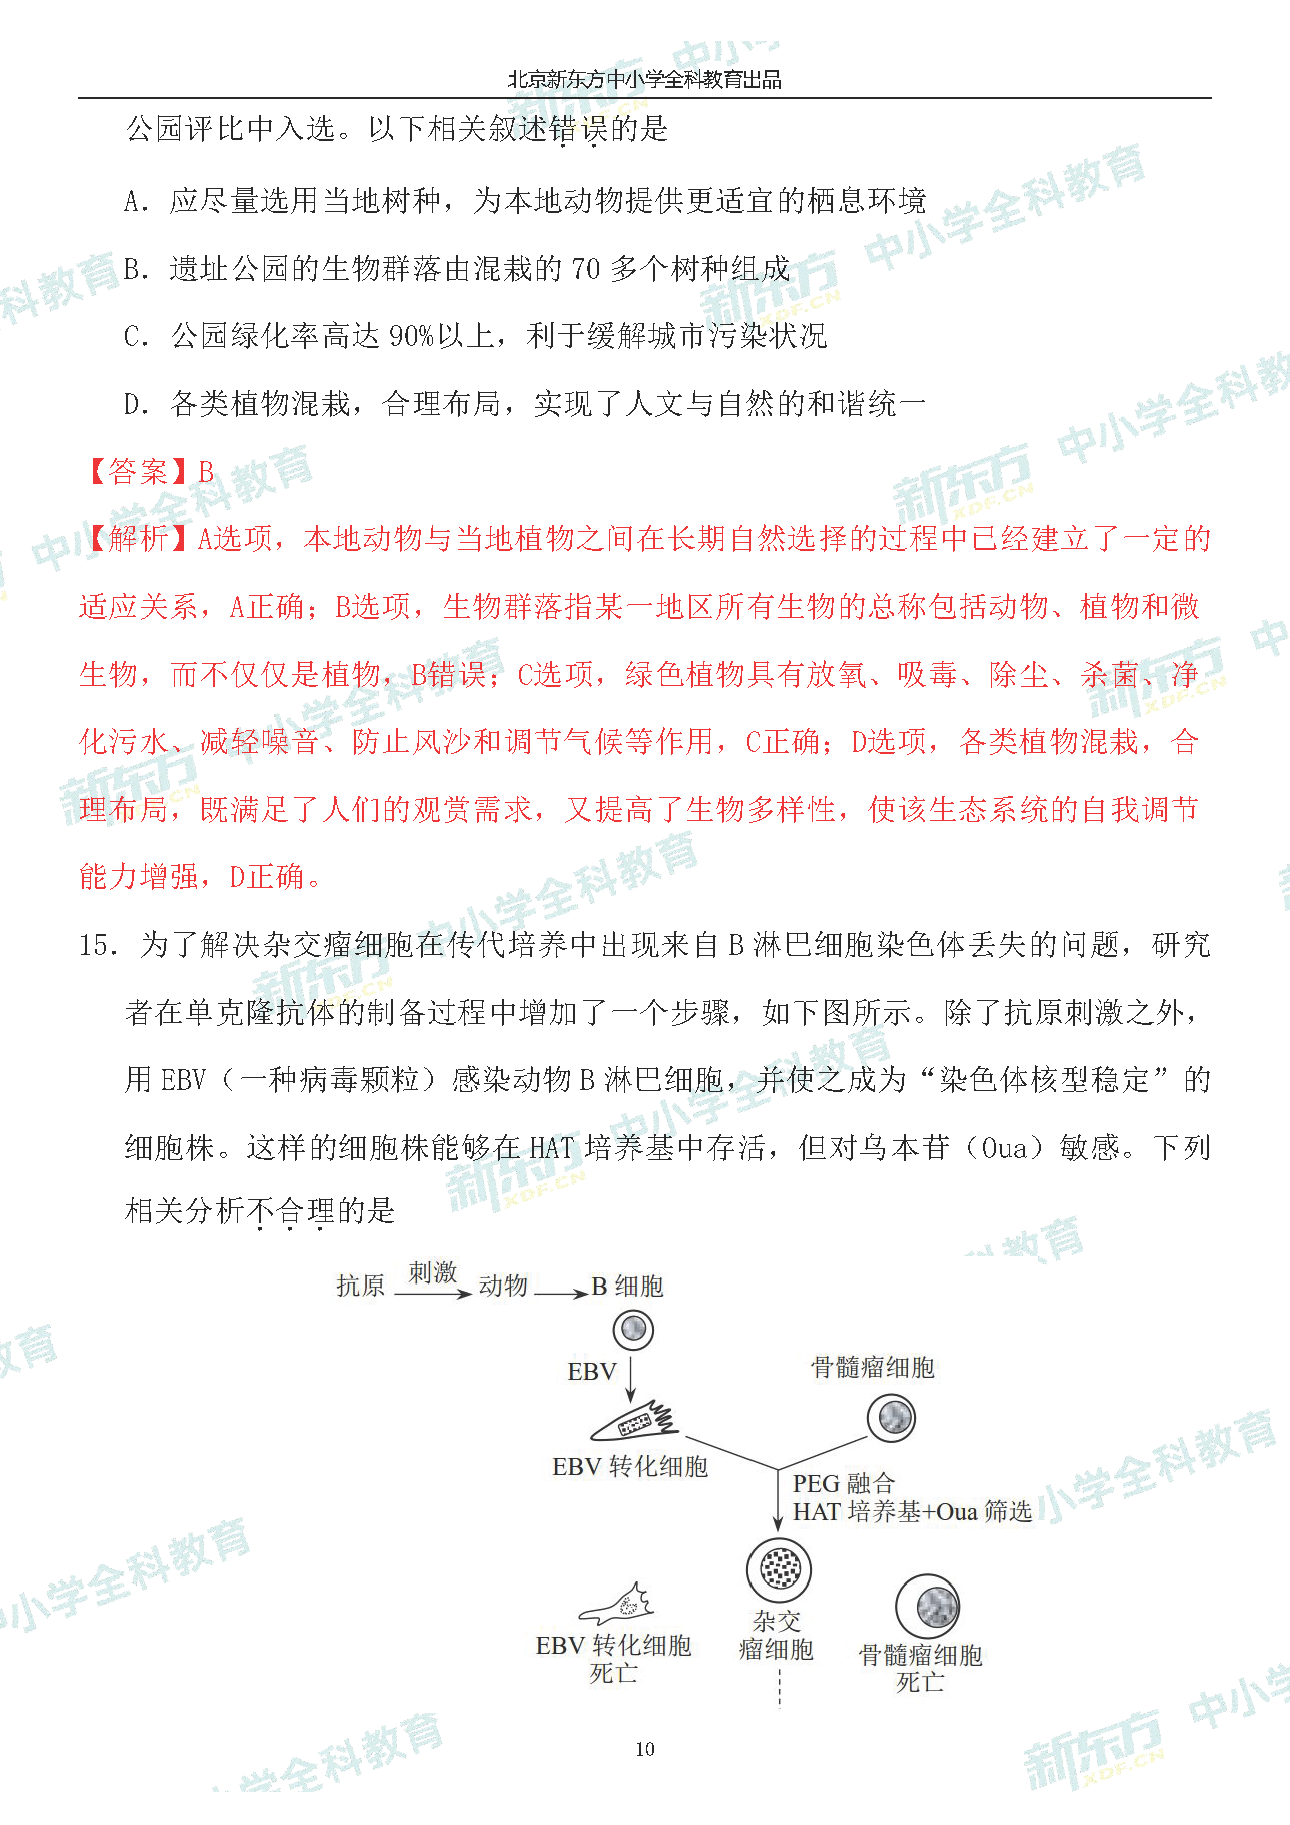 北京新东方中小学全科教育出品
公园评比中入选。以下相关叙述错误的是
A. 应尽量选用当地树种，为本地动物提供更适宜的栖息环境
B. 遗址公园的生物群落由混栽的 70 多个树种组成
C. 公园绿化率高达 90%以上，利于缓解城市污染状况
D. 各类植物混栽，合理布局，实现了人文与自然的和谐统一
【答案】B
【解析】A选项，本地动物与当地植物之间在长期自然选择的过程中已经建立了一定的
适应关系，A正确；B选项，生物群落指某一地区所有生物的总称包括动物、植物和微
生物，而不仅仅是植物，B错误；C选项，绿色植物具有放氧、吸毒、除尘、杀菌、净
化污水、减轻噪音、防止风沙和调节气候等作用，C正确；D选项，各类植物混栽，合
理布局，既满足了人们的观赏需求，又提高了生物多样性，使该生态系统的自我调节
能力增强，D正确。
15. 为了解决杂交瘤细胞在传代培养中出现来自 B 淋巴细胞染色体丢失的问题，研究
者在单克隆抗体的制备过程中增加了一个步骤，如下图所示。除了抗原刺激之外，
用 EBV（一种病毒颗粒）感染动物 B 淋巴细胞，并使之成为“染色体核型稳定”的
细胞株。这样的细胞株能够在 HAT 培养基中存活，但对乌本苷（Oua）敏感。下列
相关分析不合理的是
抗原 刺激 动物 B 细胞
EBV 骨髓瘤细胞
EBV 转化细胞
PEG 融合
HAT 培养基+Oua 筛选
EBV 转化细胞
死亡
杂交
瘤细胞
骨髓瘤细胞
死亡
10